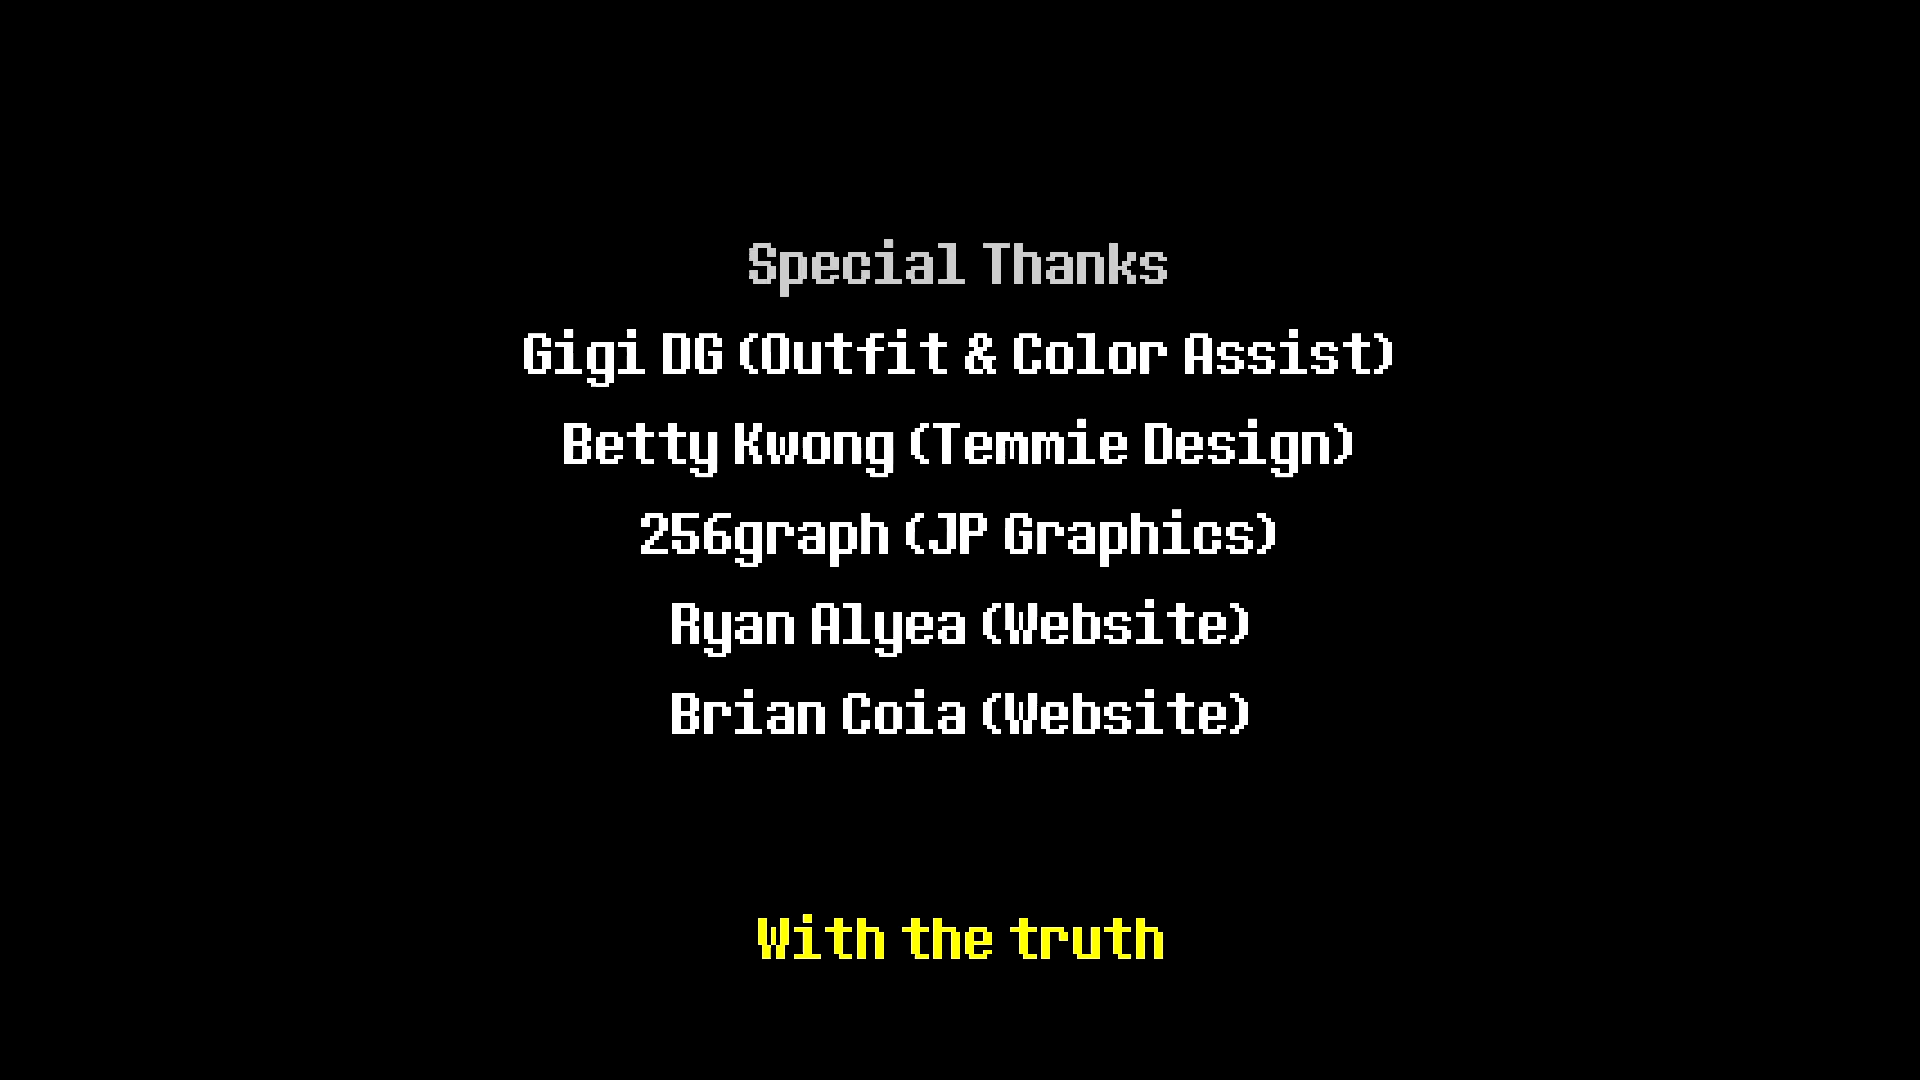 Special Thanks
Gigi DG (Outfit & Color Assist)
Betty Kwong (Temmie Design)
256graph (JP Graphics)
Ryan Alyea (Website)
Brian Coia (Website)
With the truth